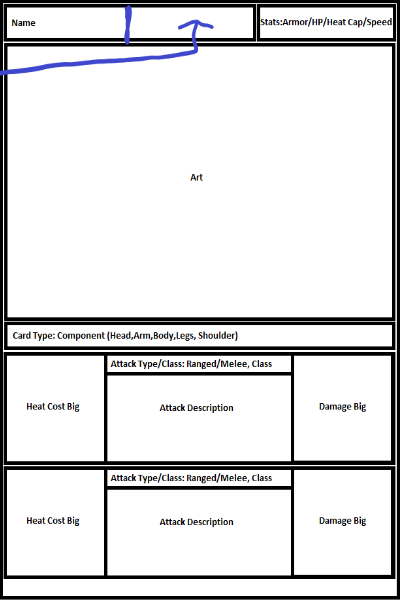 Name
Stats:Armor/HP/Heat Cap/Speed
Art
Card Type: Component (Head,Arm,Body,Legs, Shoulder)
Attack Type/Class: Ranged/Melee, Class
Heat Cost Big
Attack Description
Damage Big
Attack Type/Class: Ranged/Melee, Class
Heat Cost Big
Attack Description
Damage Big